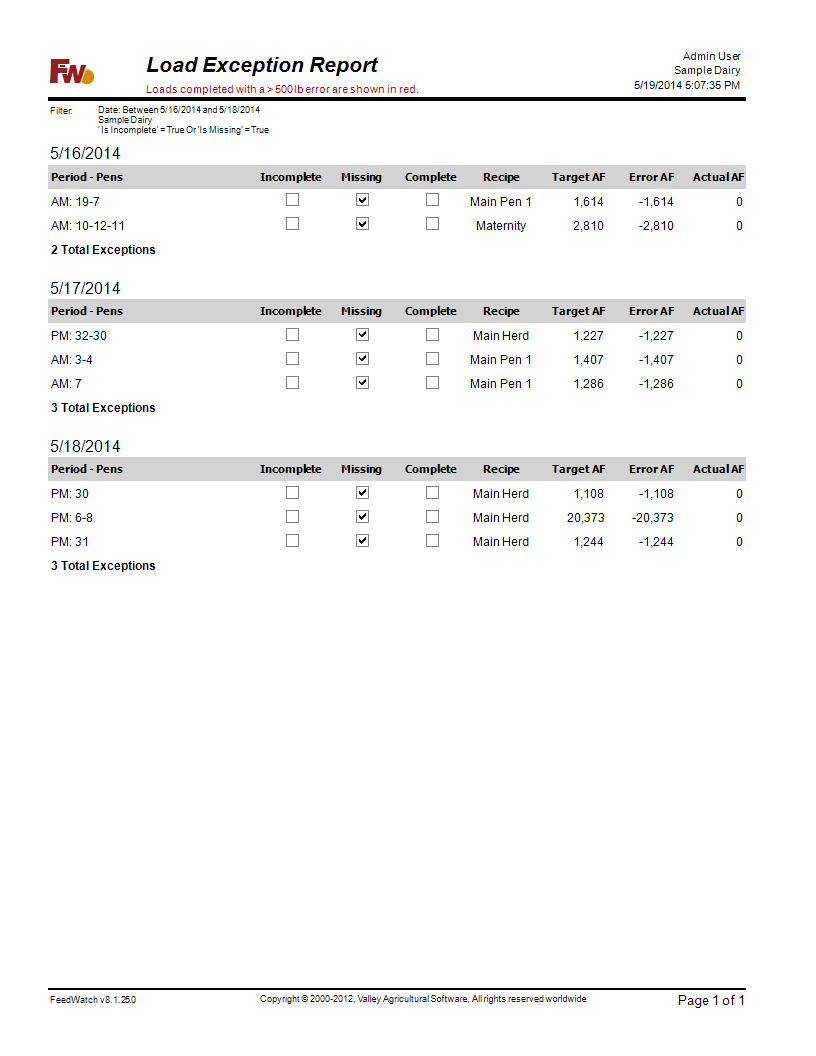 FW
Load Exception Report
Loads completed with a > 500 lb error are shown in red.
Admin User
Sample Dairy
5/19/2014 5:07:35 PM
Filter: Date: Between 5/16/2014 and 5/18/2014
Sample Dairy
'Is Incomplete' = True Or 'Is Missing' = True
5/16/2014
Period - Pens Incomplete Missing Complete Recipe Target AF Error AF Actual AF
AM: 19-7 Main Pen 1 1,614 -1,614 0
AM: 10-12-11 Maternity 2,810 -2,810 0
2 Total Exceptions
5/17/2014
Period - Pens Incomplete Missing Complete Recipe Target AF Error AF Actual AF
PM: 32-30 Main Herd 1,227 -1,227 0
AM: 3-4 Main Pen 1 1,407 -1,407 0
AM: 7 Main Pen 1 1,286 -1,286 0
3 Total Exceptions
5/18/2014
Period - Pens Incomplete Missing Complete Recipe Target AF Error AF Actual AF
PM: 30 Main Herd 1,108 -1,108 0
PM: 6-8 Main Herd 20,373 -20,373 0
PM: 31 Main Herd 1,244 -1,244 0
3 Total Exceptions
FeedWatch v8.1.25.0 Copyright © 2000-2012, Valley Agricultural Software, All rights reserved worldwide Page 1 of 1